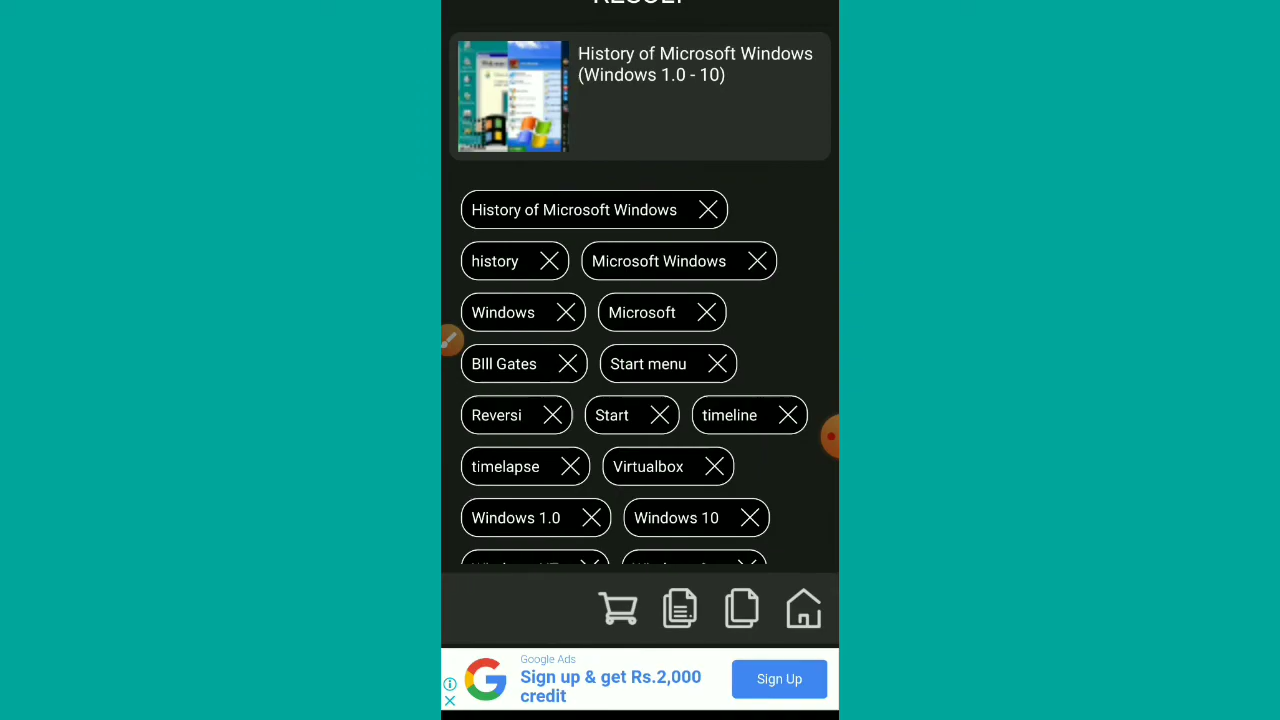 RESULT
History of Microsoft Windows
(Windows 1.0 - 10)
History of Microsoft Windows
history
Microsoft Windows
Windows
Microsoft
BIll Gates
Start menu
Reversi
Start
timeline
timelapse
Virtualbox
Windows 1.0
Windows 10
Google Ads
Sign up & get Rs.2,000
credit
Sign Up